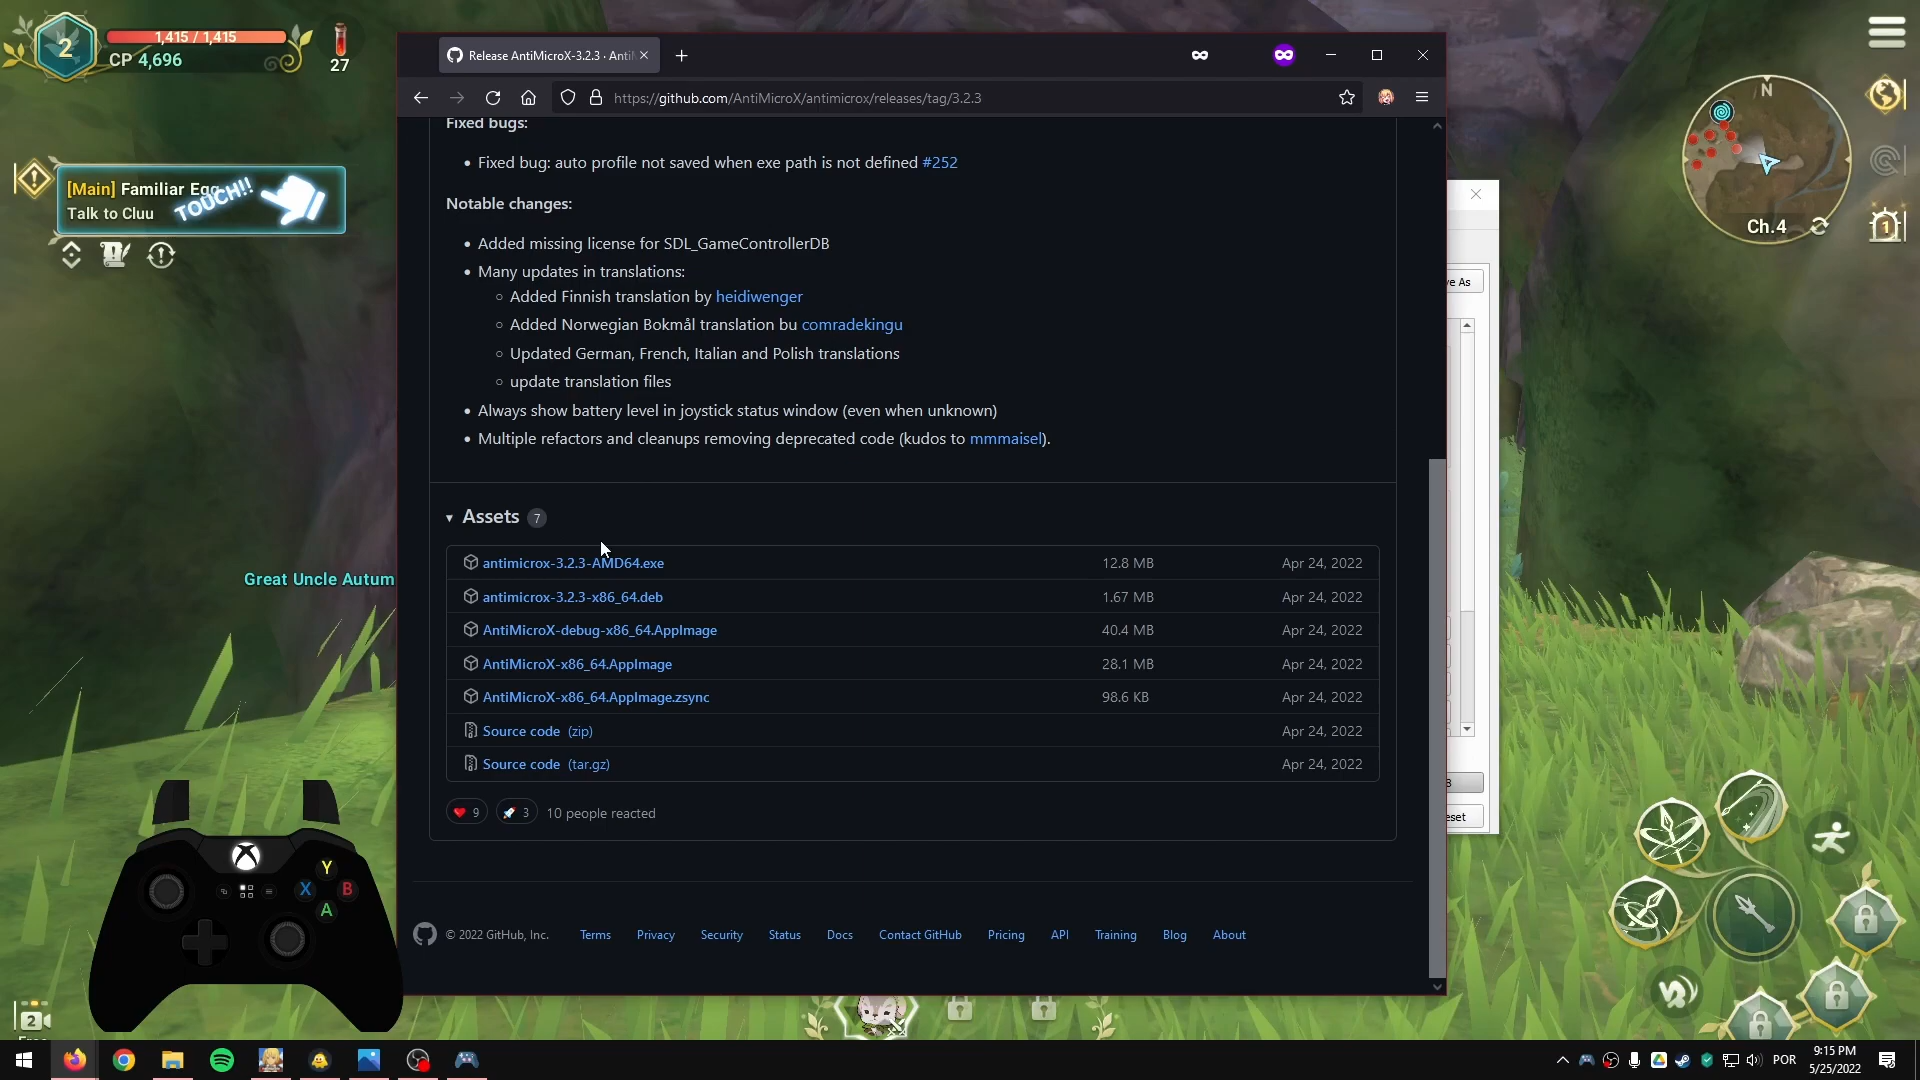 2
1,415 / 1,415
CP 4,696
27
[Main] Familiar Egg
Talk to Cluu
TOUCH!!
Release AntiMicroX-3.2.3 · Anti
https://github.com/AntiMicroX/antimicrox/releases/tag/3.2.3
N
Ch.4
1
Fixed bugs:
Fixed bug: auto profile not saved when exe path is not defined #252
Notable changes:
Added missing license for SDL_GameControllerDB
Many updates in translations:
Added Finnish translation by heidiwenger
Added Norwegian Bokmål translation bu comradekingu
Updated German, French, Italian and Polish translations
update translation files
Always show battery level in joystick status window (even when unknown)
Multiple refactors and cleanups removing deprecated code (kudos to mmmaisel).
Assets 7
antimicrox-3.2.3-AMD64.exe 12.8 MB Apr 24, 2022
antimicrox-3.2.3-x86_64.deb 1.67 MB Apr 24, 2022
AntiMicroX-debug-x86_64.AppImage 40.4 MB Apr 24, 2022
AntiMicroX-x86_64.AppImage 28.1 MB Apr 24, 2022
AntiMicroX-x86_64.AppImage.zsync 98.6 KB Apr 24, 2022
Source code (zip) Apr 24, 2022
Source code (tar.gz) Apr 24, 2022
9 3 10 people reacted
© 2022 GitHub, Inc. Terms Privacy Security Status Docs Contact GitHub Pricing API Training Blog About
Great Uncle Autum
ve As
eset
Y
X B
A
2
POR
9:15 PM
5/25/2022